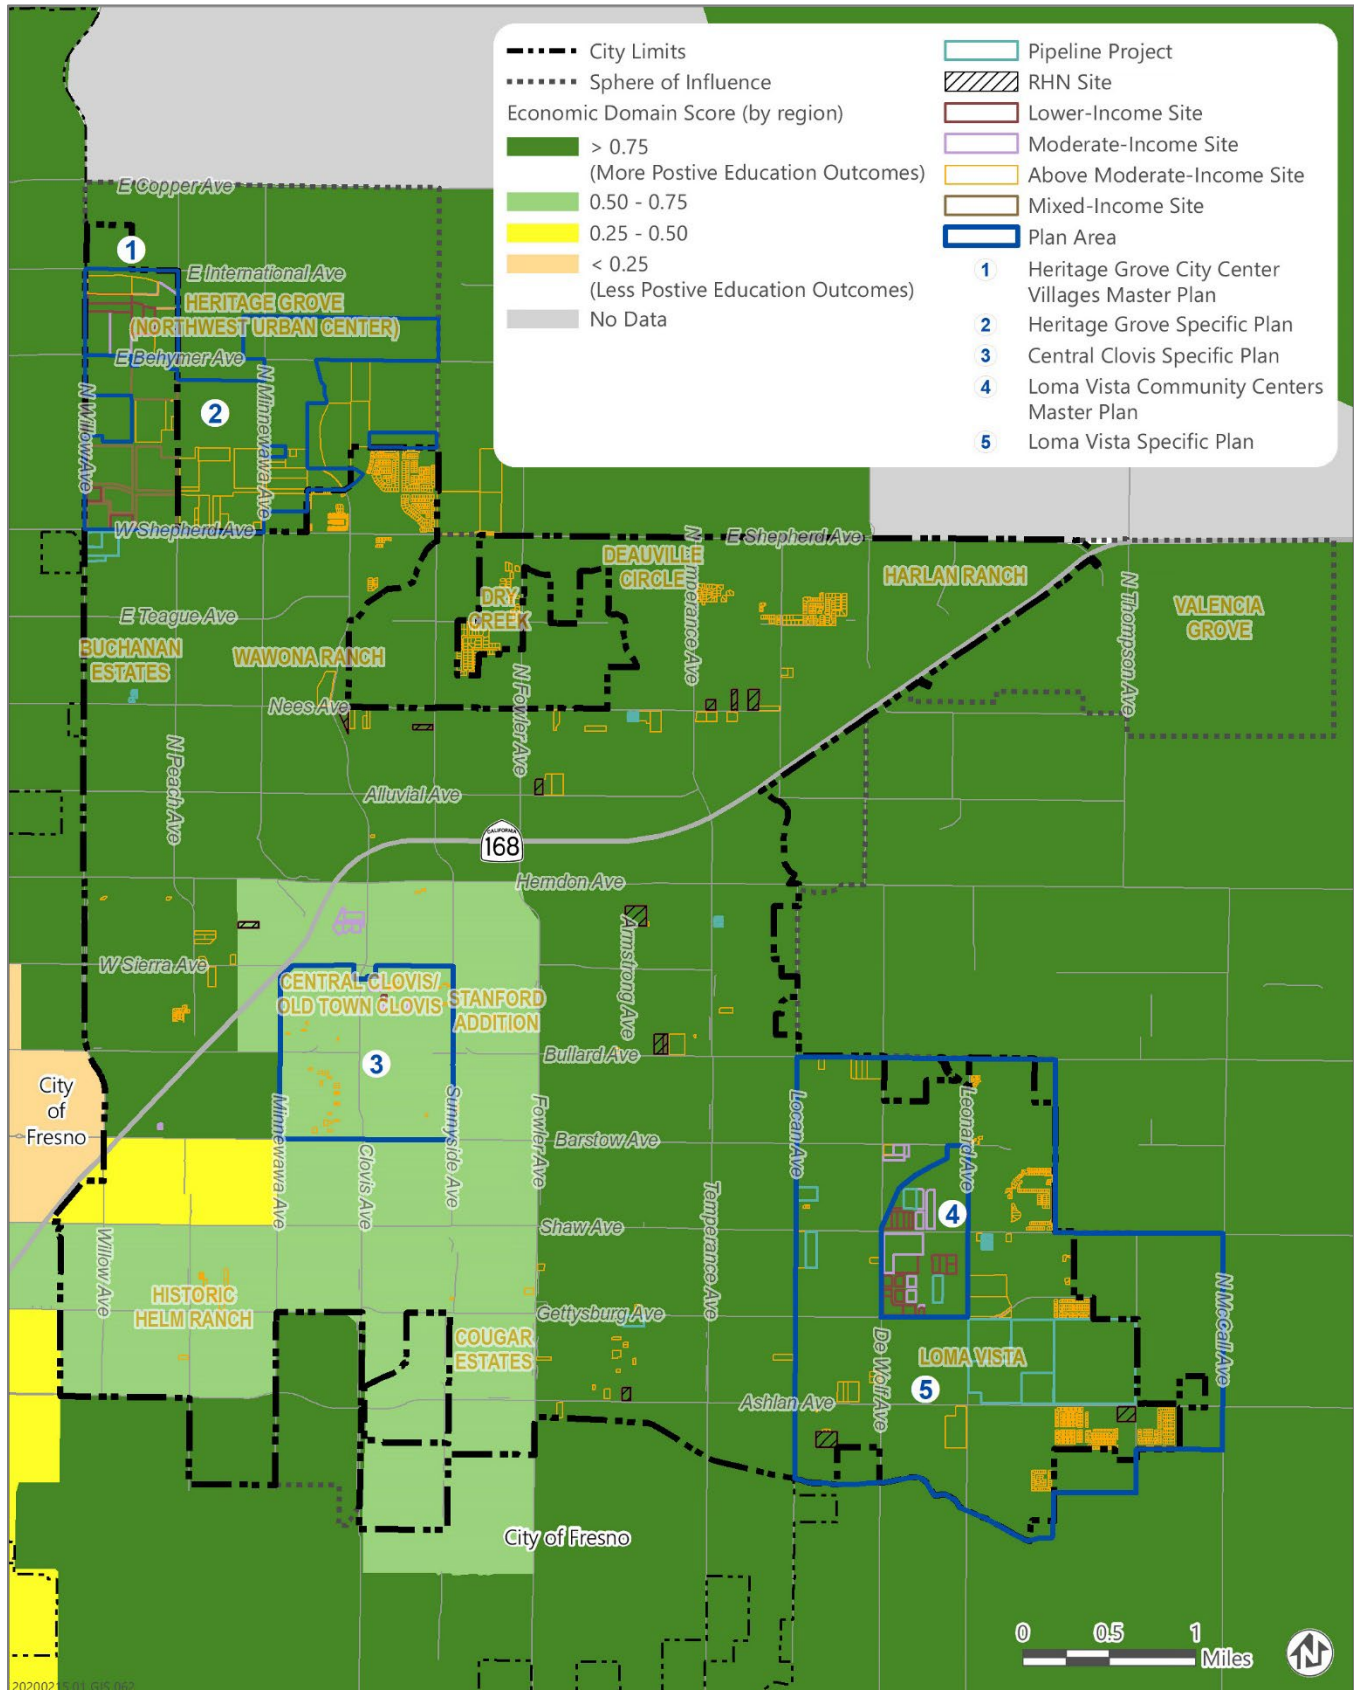 City Limits
Sphere of Influence
Economic Domain Score (by region)
> 0.75
(More Postive Education Outcomes)
0.50 - 0.75
0.25 - 0.50
< 0.25
(Less Postive Education Outcomes)
No Data
Pipeline Project
RHN Site
Lower-Income Site
Moderate-Income Site
Above Moderate-Income Site
Mixed-Income Site
Plan Area
1 Heritage Grove City Center
Villages Master Plan
2 Heritage Grove Specific Plan
3 Central Clovis Specific Plan
4 Loma Vista Community Centers
Master Plan
5 Loma Vista Specific Plan
E Copper Ave
1
E International Ave
HERITAGE GROVE
(NORTHWEST URBAN CENTER)
E Behymer Ave
N Willow Ave
2
N Minnewawa Ave
W Shepherd Ave
E Shepherd Ave
DEAUVILLE
CIRCLE
N Temperance Ave
HARLAN RANCH
N Thompson Ave
VALENCIA
GROVE
DRY
CREEK
E Teague Ave
BUCHANAN
ESTATES
WAWONA RANCH
N Fowler Ave
Nees Ave
N Peach Ave
Alluvial Ave
CALIFORNIA
168
Herndon Ave
Armstrong Ave
W Sierra Ave
CENTRAL CLOVIS/
OLD TOWN CLOVIS
STANFORD
ADDITION
3
Bullard Ave
City
of
Fresno
Minnewawa Ave
Clovis Ave
Sunnyside Ave
Fowler Ave
Barstow Ave
Locan Ave
Leonard Ave
4
Shaw Ave
Temperance Ave
Willow Ave
HISTORIC
HELM RANCH
Gettysburg Ave
COUGAR
ESTATES
De Wolf Ave
LOMA VISTA
N McCall Ave
5
Ashlan Ave
City of Fresno
0 0.5 1
Miles
N
20200215.01 GIS 062